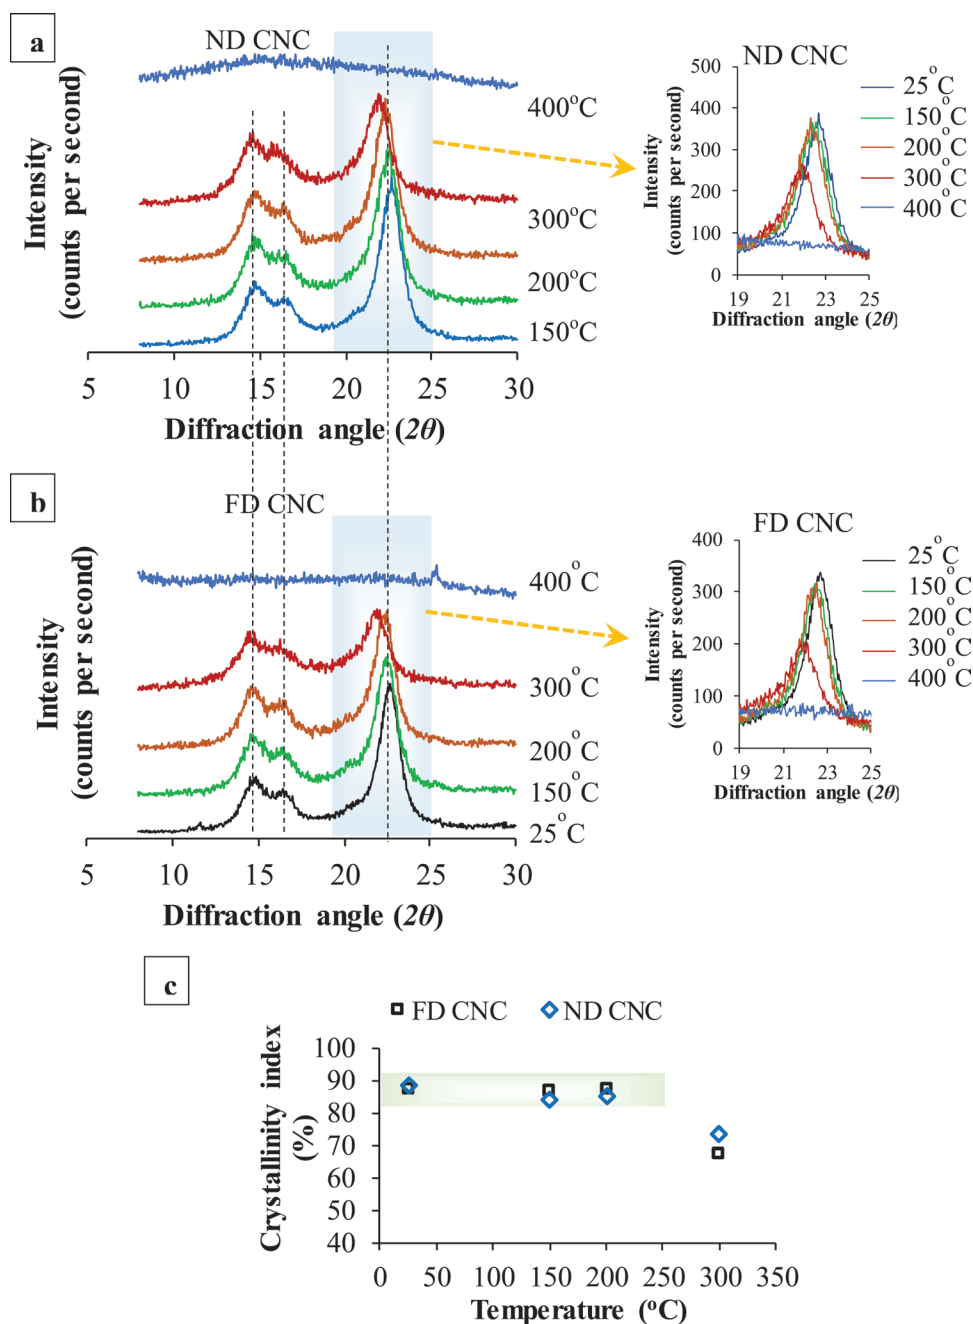 a
ND CNC
Intensity
(counts per second)
400°C
300°C
200°C
150°C
5 10 15 20 25 30
Diffraction angle (2θ)
ND CNC
Intensity
(counts per second)
500
400
300
200
100
0
19 21 23 25
Diffraction angle (2θ)
25°C
150°C
200°C
300°C
400°C
b
FD CNC
Intensity
(counts per second)
400°C
300°C
200°C
150°C
25°C
5 10 15 20 25 30
Diffraction angle (2θ)
FD CNC
Intensity
(counts per second)
400
300
200
100
0
19 21 23 25
Diffraction angle (2θ)
25°C
150°C
200°C
300°C
400°C
c
FD CNC ND CNC
Crystallinity index
(%)
100
90
80
70
60
50
40
0 50 100 150 200 250 300 350
Temperature (°C)